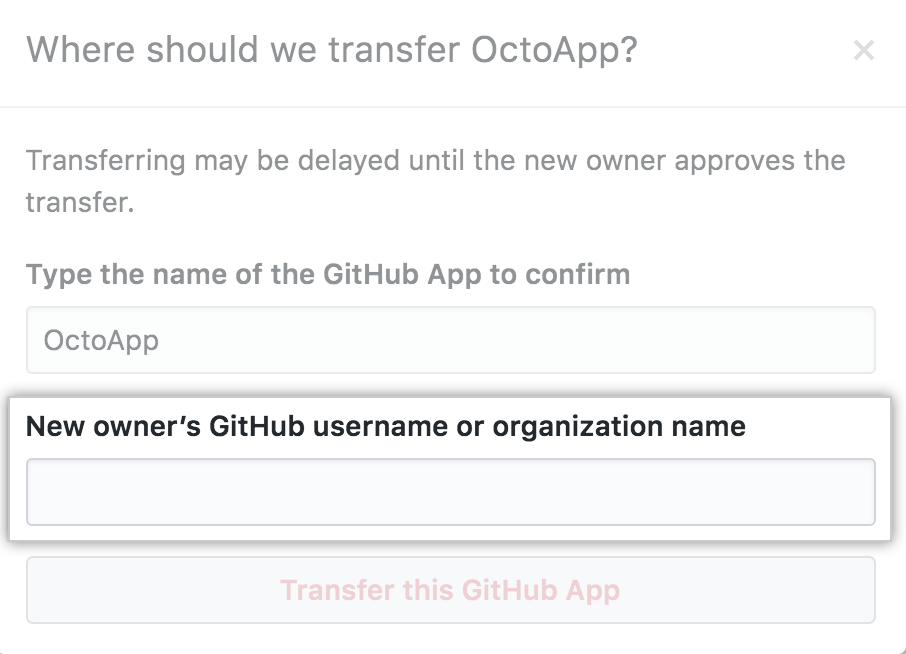 Where should we transfer OctoApp?
Transferring may be delayed until the new owner approves the
transfer.
Type the name of the GitHub App to confirm
OctoApp
New owner’s GitHub username or organization name
Transfer this GitHub App